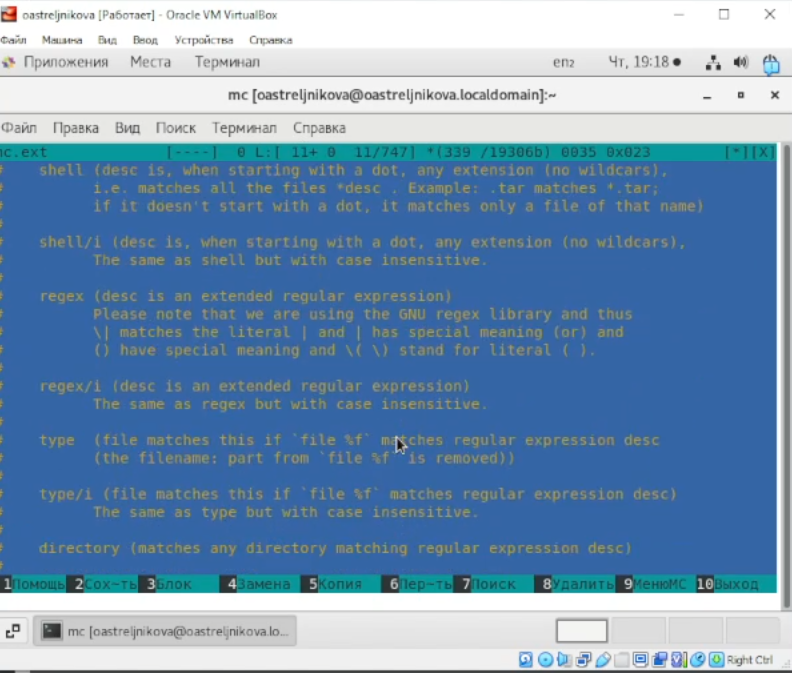 oastreljnikova [Работает] - Oracle VM VirtualBox
Файл Машина Вид Ввод Устройства Справка
Приложения Места Терминал en₂ Чт, 19:18
mc [oastreljnikova@oastreljnikova.localdomain]:~
Файл Правка Вид Поиск Терминал Справка
mc.ext [----] 0 L:[ 11+ 0 11/747] *(339 /19306b) 0035 0x023 [*][X]
# shell (desc is, when starting with a dot, any extension (no wildcars),
# i.e. matches all the files *desc . Example: .tar matches *.tar;
# if it doesn't start with a dot, it matches only a file of that name)
#
# shell/i (desc is, when starting with a dot, any extension (no wildcars),
# The same as shell but with case insensitive.
#
# regex (desc is an extended regular expression)
# Please note that we are using the GNU regex library and thus
# \| matches the literal | and | has special meaning (or) and
# () have special meaning and \( \) stand for literal ( ).
#
# regex/i (desc is an extended regular expression)
# The same as regex but with case insensitive.
#
# type (file matches this if `file %f` matches regular expression desc
# (the filename: part from `file %f` is removed))
#
# type/i (file matches this if `file %f` matches regular expression desc)
# The same as type but with case insensitive.
#
# directory (matches any directory matching regular expression desc)
#
1Помощь 2Сох~ть 3Блок 4Замена 5Копия 6Пер~ть 7Поиск 8Удалить 9МенюMC 10Выход
mc [oastreljnikova@oastreljnikova.lo...
Right Ctrl